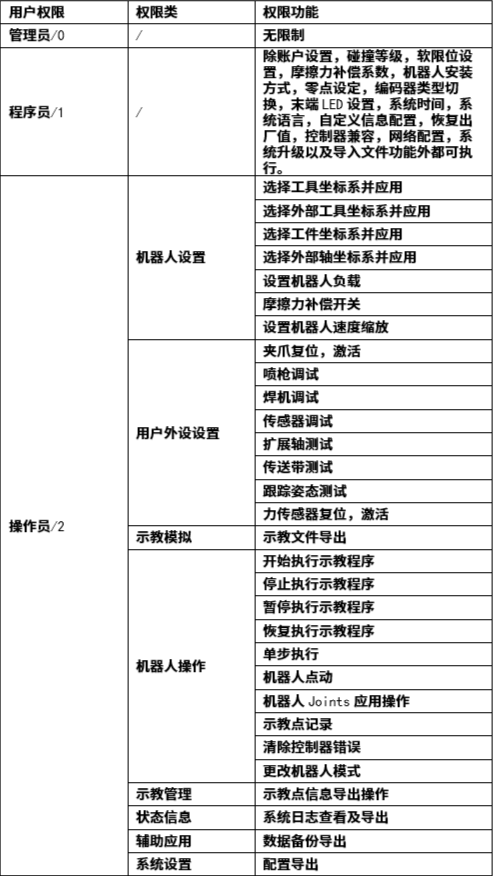 用户权限 权限类 权限功能
管理员/0 / 无限制
程序员/1 / 除账户设置，碰撞等级，软限位设
置，摩擦力补偿系数，机器人安装
方式，零点设定，编码器类型切
换，末端 LED 设置，系统时间，系
统语言，自定义信息配置，恢复出
厂值，控制器兼容，网络配置，系
统升级以及导入文件功能外都可执
行。
操作员/2
机器人设置
选择工具坐标系并应用
选择外部工具坐标系并应用
选择工件坐标系并应用
选择外部轴坐标系并应用
设置机器人负载
摩擦力补偿开关
设置机器人速度缩放
用户外设设置
夹爪复位，激活
喷枪调试
焊机调试
传感器调试
扩展轴测试
传送带测试
跟踪姿态测试
力传感器复位，激活
示教模拟 示教文件导出
机器人操作
开始执行示教程序
停止执行示教程序
暂停执行示教程序
恢复执行示教程序
单步执行
机器人点动
机器人 Joints 应用操作
示教点记录
清除控制器错误
更改机器人模式
示教管理 示教点信息导出操作
状态信息 系统日志查看及导出
辅助应用 数据备份导出
系统设置 配置导出